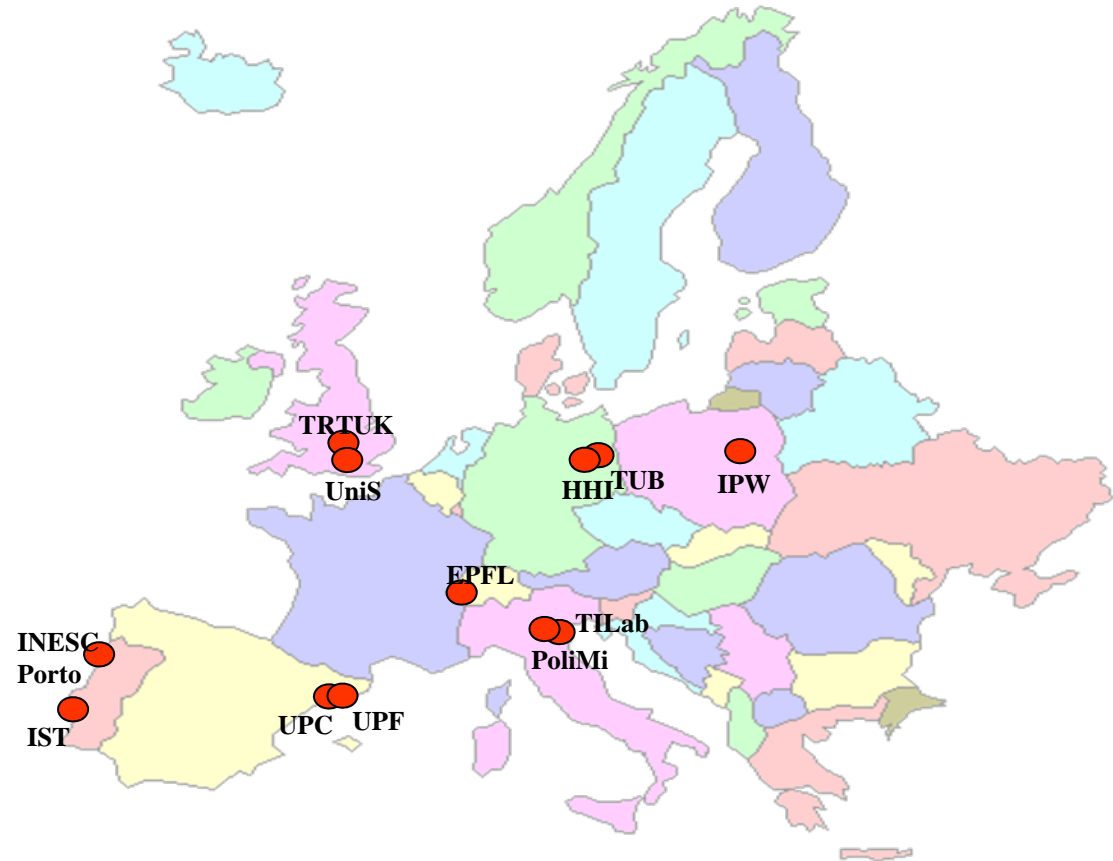 TRTUK
UniS
HHI
TUB
IPW
EPFL
TILab
PoliMi
INESC
Porto
IST
UPC
UPF